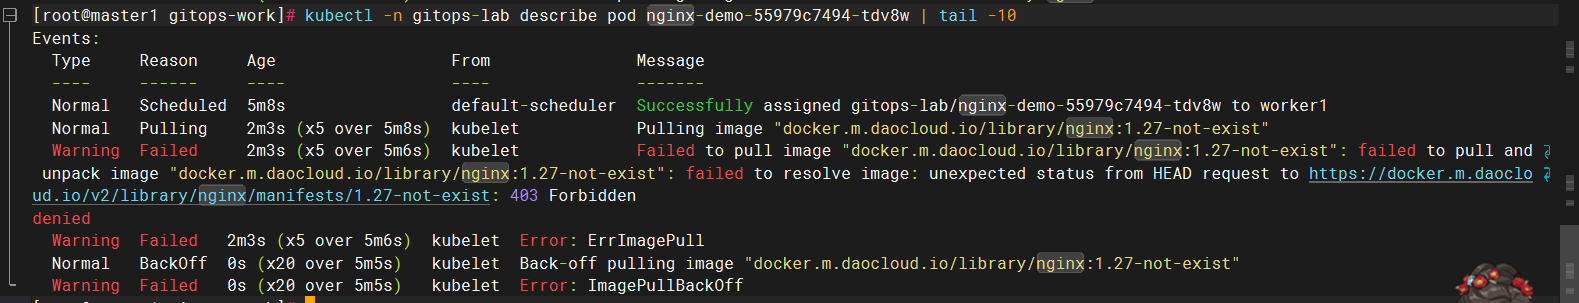 [root@master1 gitops-work]# kubectl -n gitops-lab describe pod nginx-demo-55979c7494-tdv8w | tail -10
Events:
  Type     Reason     Age                  From               Message
  ----     ------     ----                 ----               -------
  Normal   Scheduled  5m8s                 default-scheduler  Successfully assigned gitops-lab/nginx-demo-55979c7494-tdv8w to worker1
  Normal   Pulling    2m3s (x5 over 5m8s)  kubelet            Pulling image "docker.m.daocloud.io/library/nginx:1.27-not-exist"
  Warning  Failed     2m3s (x5 over 5m6s)  kubelet            Failed to pull image "docker.m.daocloud.io/library/nginx:1.27-not-exist": failed to pull and
 unpack image "docker.m.daocloud.io/library/nginx:1.27-not-exist": failed to resolve image: unexpected status from HEAD request to https://docker.m.daoclo
ud.io/v2/library/nginx/manifests/1.27-not-exist: 403 Forbidden
denied
  Warning  Failed   2m3s (x5 over 5m6s)  kubelet  Error: ErrImagePull
  Normal   BackOff  0s (x20 over 5m5s)   kubelet  Back-off pulling image "docker.m.daocloud.io/library/nginx:1.27-not-exist"
  Warning  Failed   0s (x20 over 5m5s)   kubelet  Error: ImagePullBackOff